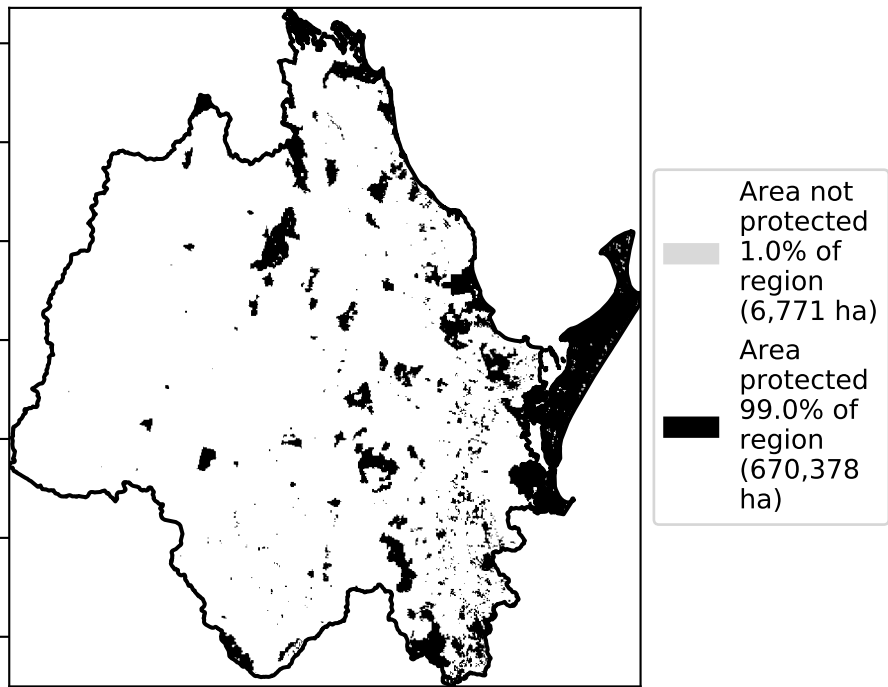 Area not
protected
1.0% of
region
(6,771 ha)
Area
protected
99.0% of
region
(670,378
ha)